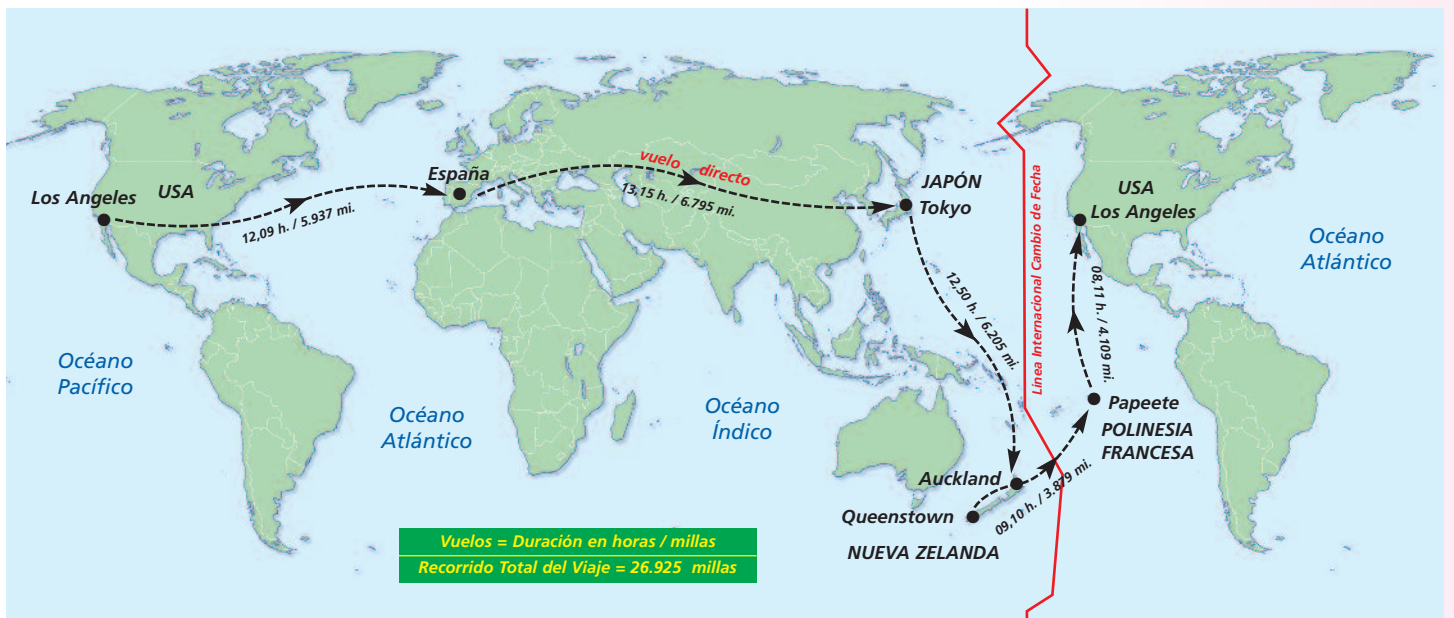 Los Angeles
USA
12,09 h. / 5.937 mi.
España
vuelo directo
13,15 h. / 6.795 mi.
JAPÓN
Tokyo
12,50 h. / 6.205 mi.
Línea Internacional Cambio de Fecha
USA
Los Angeles
08,11 h. / 4.109 mi.
Océano
Atlántico
Océano
Pacífico
Océano
Atlántico
Océano
Índico
Papeete
POLINESIA
FRANCESA
Auckland
Queenstown
09,10 h. / 3.879 mi.
NUEVA ZELANDA
Vuelos = Duración en horas / millas
Recorrido Total del Viaje = 26.925 millas